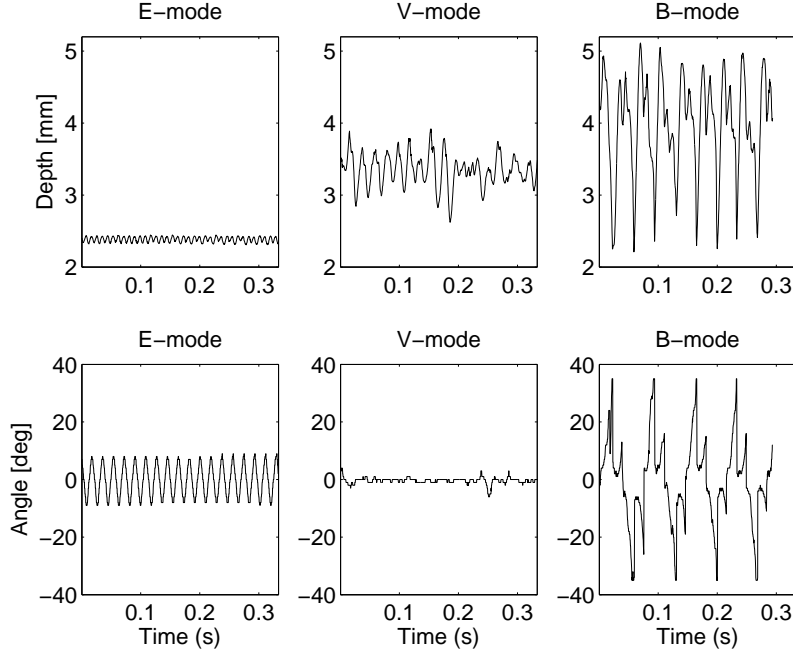 E−mode V−mode B−mode
5 5 5
4 4 4
3 3 3
2 2 2
Depth [mm]
0.1 0.2 0.3 0.1 0.2 0.3 0.1 0.2 0.3
E−mode V−mode B−mode
40 40 40
20 20 20
0 0 0
−20 −20 −20
−40 −40 −40
Angle [deg]
0.1 0.2 0.3 0.1 0.2 0.3 0.1 0.2 0.3
Time (s) Time (s) Time (s)